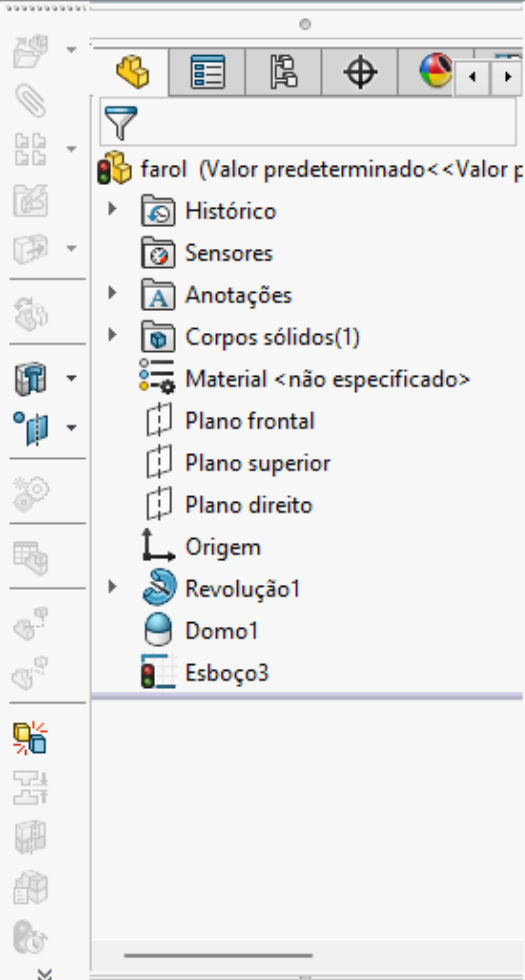 farol (Valor predeterminado<<Valor p
Histórico
Sensores
Anotações
Corpos sólidos(1)
Material <não especificado>
Plano frontal
Plano superior
Plano direito
Origem
Revolução1
Domo1
Esboço3